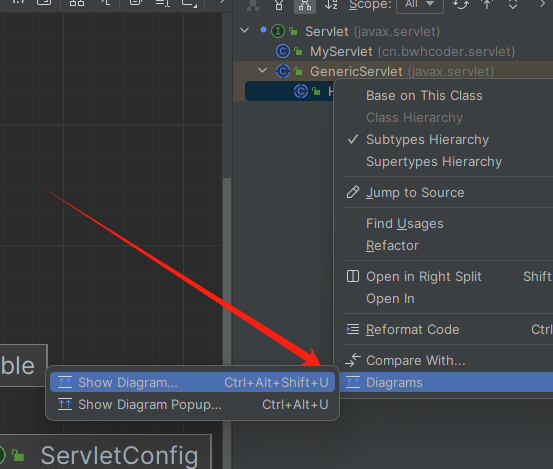 Scope:
All
Servlet (javax.servlet)
MyServlet (cn.bwhcoder.servlet)
GenericServlet (javax.servlet)
H
Base on This Class
Class Hierarchy
Subtypes Hierarchy
Supertypes Hierarchy
Jump to Source
Find Usages
Refactor
Open in Right Split Shift
Open In
Reformat Code Ctr
Compare With...
Diagrams
Show Diagram... Ctrl+Alt+Shift+U
Show Diagram Popup... Ctrl+Alt+U
ble
ServletConfig